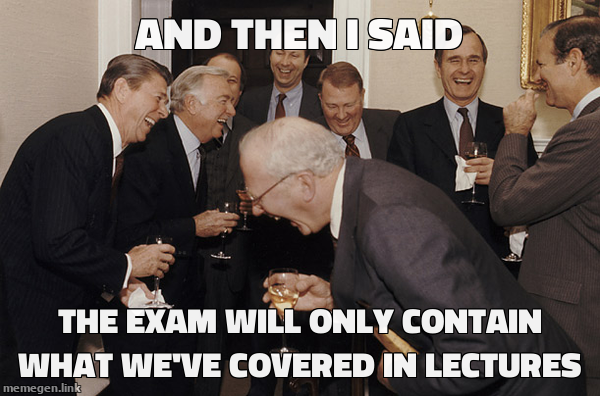 AND THEN I SAID
THE EXAM WILL ONLY CONTAIN
WHAT WE'VE COVERED IN LECTURES
memegen.link